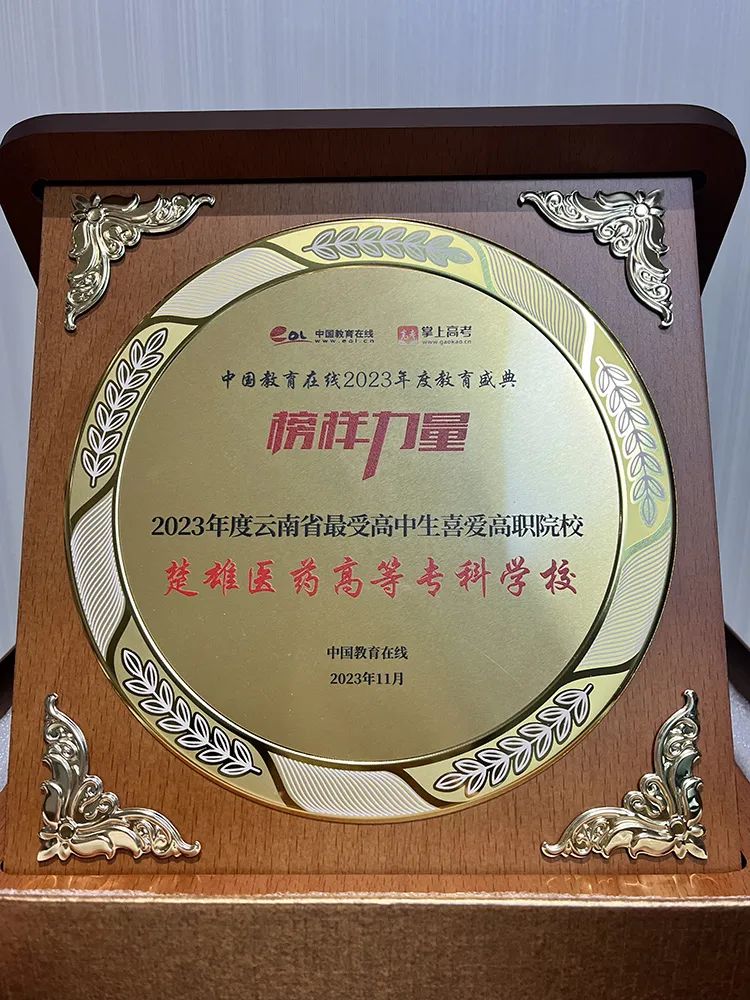 eol 中国教育在线 掌上高考
www.eol.cn www.gaokao.cn
中国教育在线2023年度教育盛典
榜样力量
2023年度云南省最受高中生喜爱高职院校
楚雄医药高等专科学校
中国教育在线
2023年11月